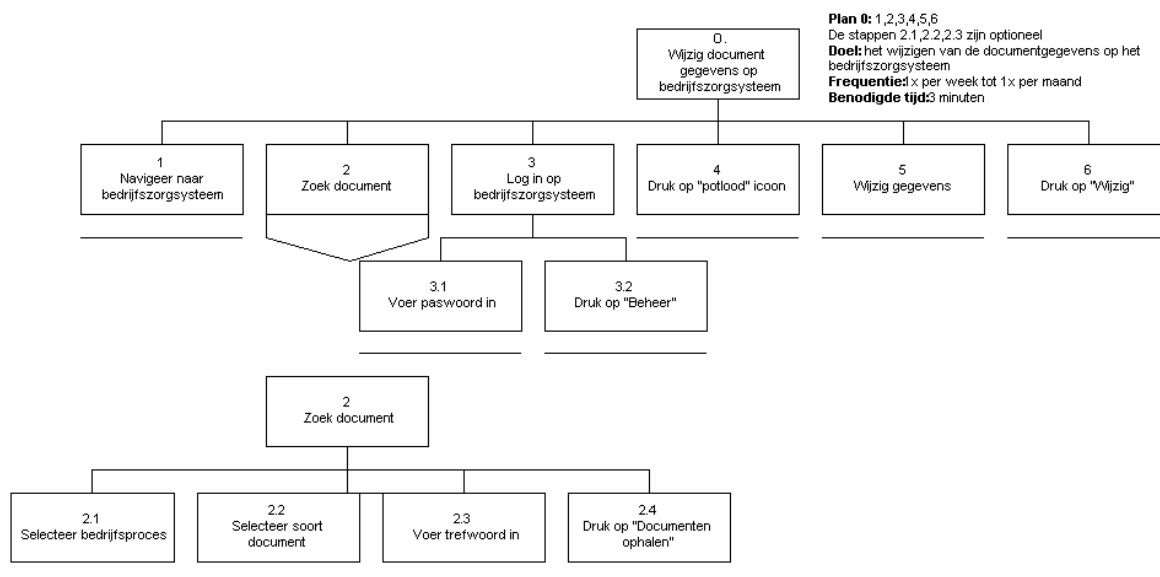 Plan 0: 1,2,3,4,5,6
De stappen 2.1,2.2,2.3 zijn optioneel
Doel: het wijzigen van de documentgegevens op het
bedrijfszorgsysteem
Frequentie:1x per week tot 1x per maand
Benodigde tijd:3 minuten
0.
Wijzig document
gegevens op
bedrijfszorgsysteem
1
Navigeer naar
bedrijfszorgsysteem
2
Zoek document
3
Log in op
bedrijfszorgsysteem
4
Druk op "potlood" icoon
5
Wijzig gegevens
6
Druk op "Wijzig"
3.1
Voer paswoord in
3.2
Druk op "Beheer"
2
Zoek document
2.1
Selecteer bedrijfsproces
2.2
Selecteer soort
document
2.3
Voer trefwoord in
2.4
Druk op "Documenten
ophalen"